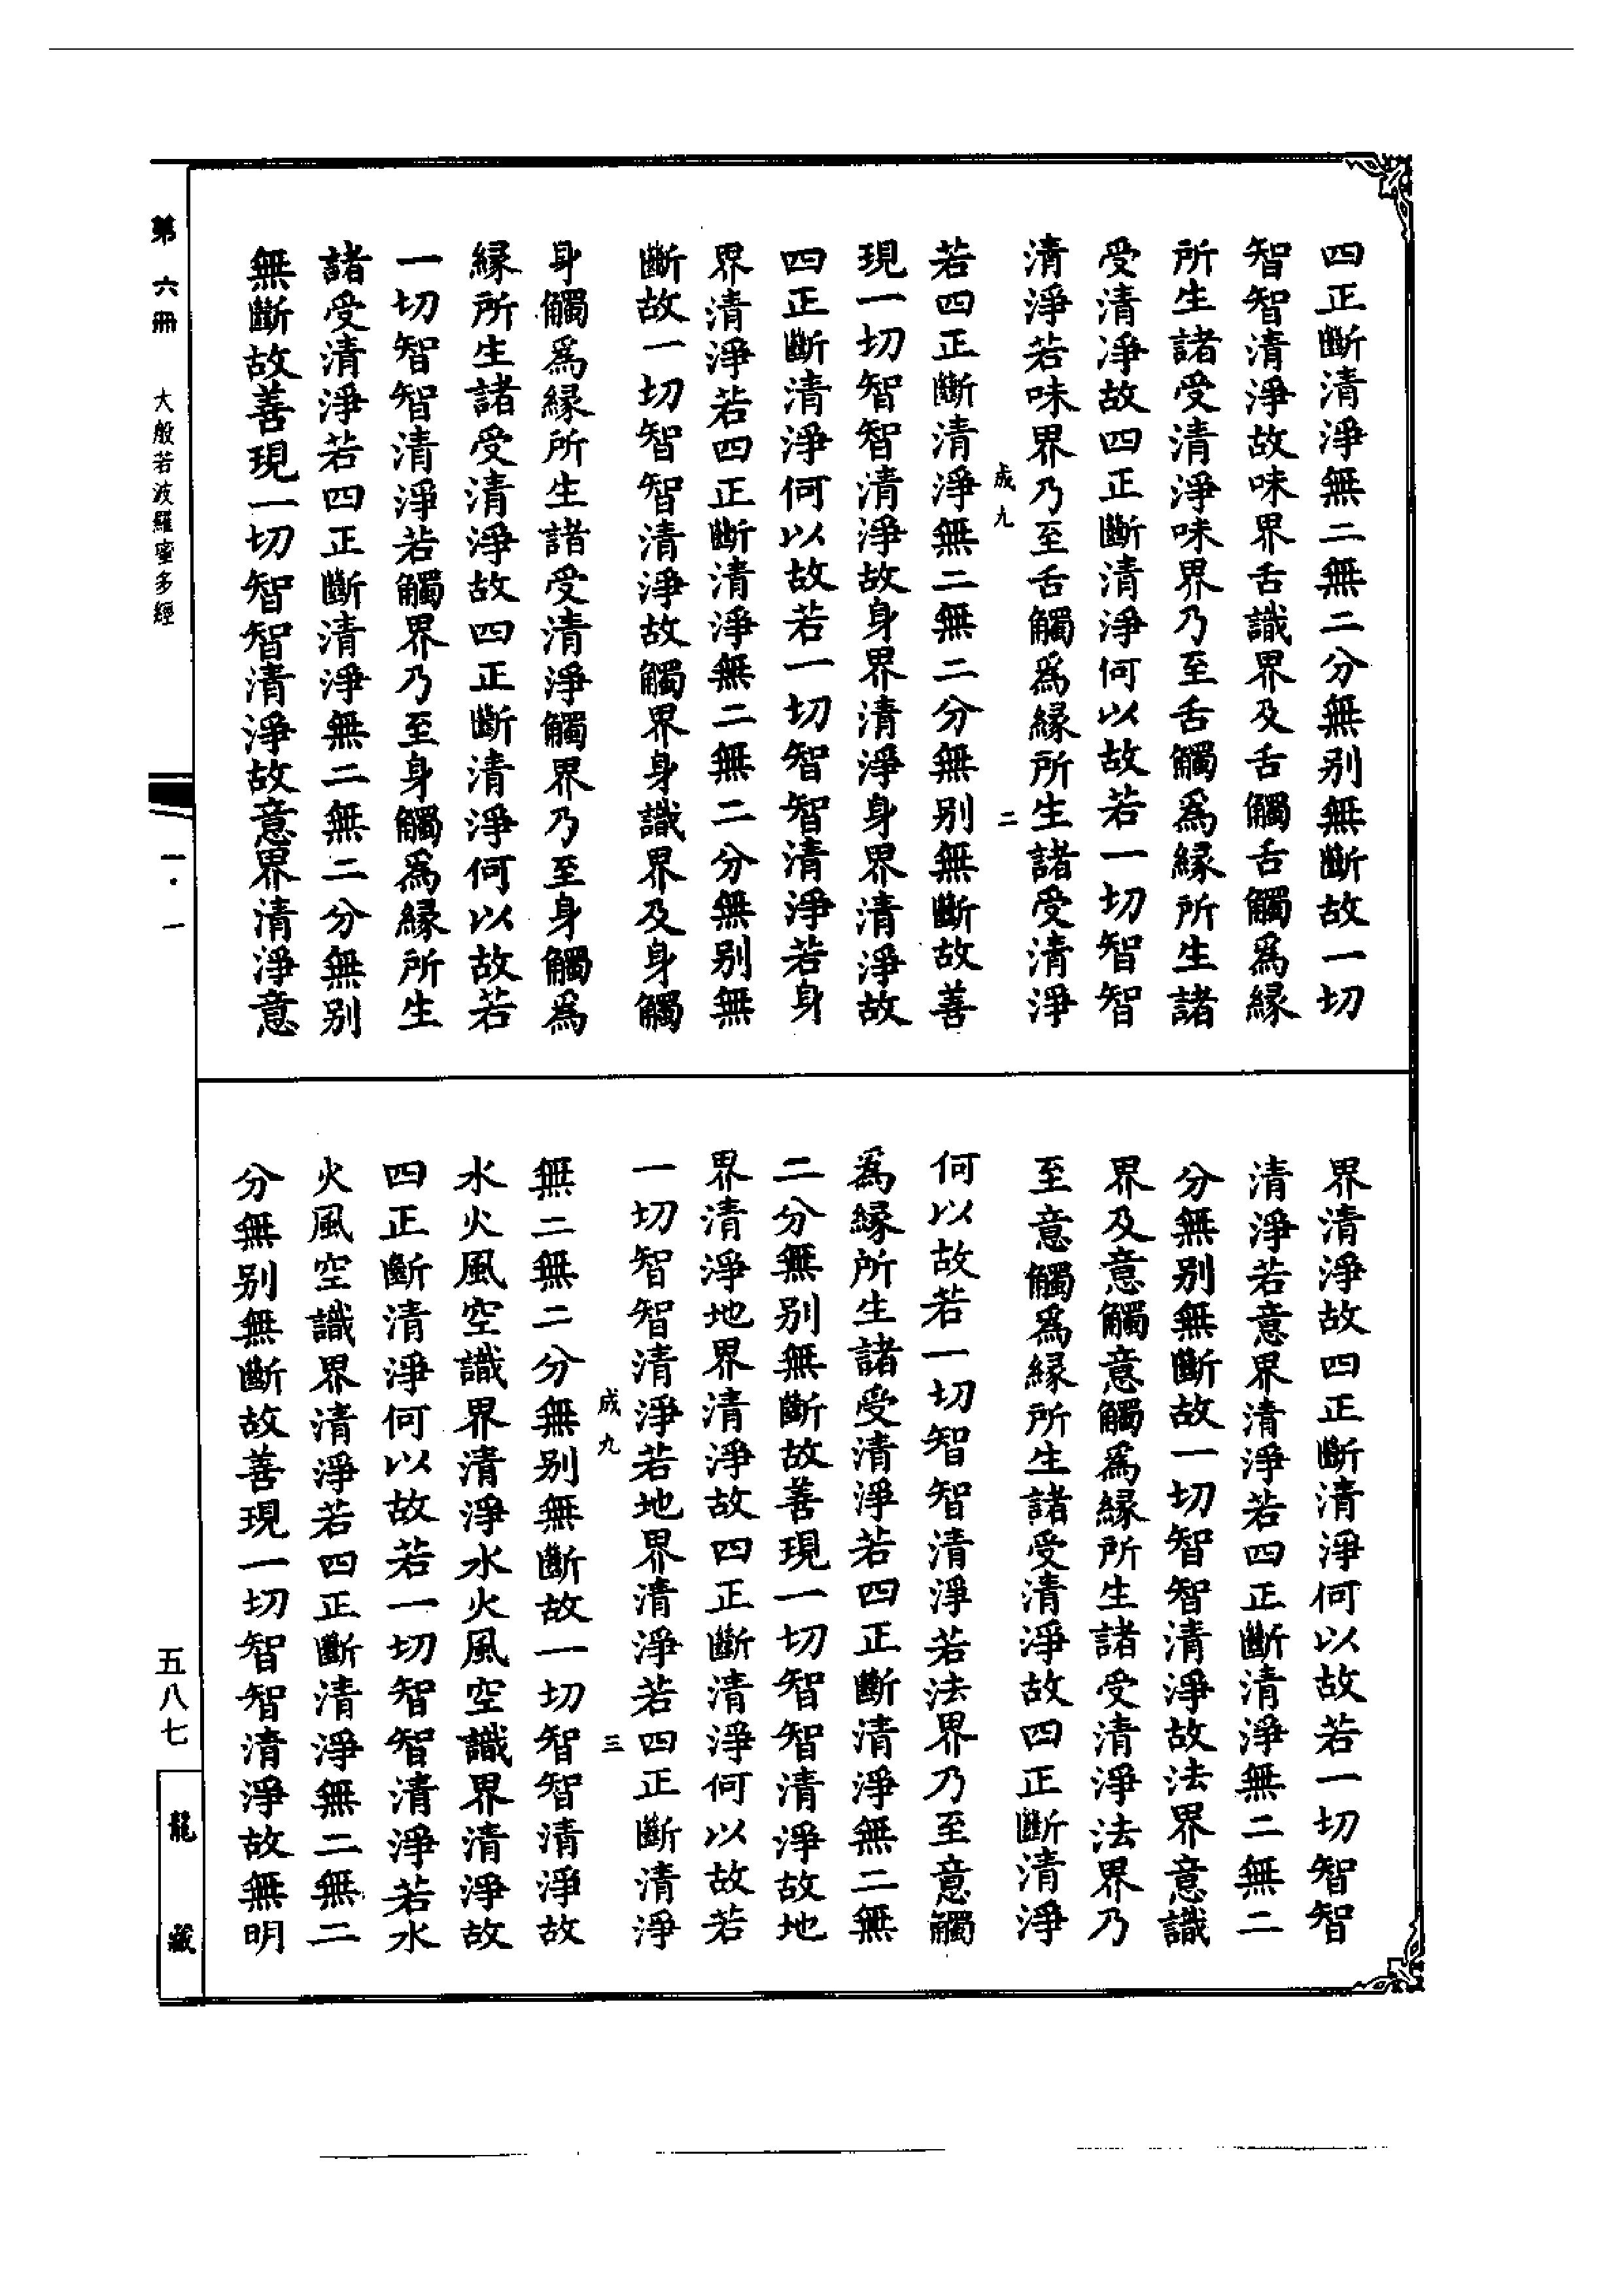 四正斷清淨無二無二分無别無斷故一切
智智清淨故味界舌識界及舌觸舌觸爲緣
所生諸受清淨味界乃至舌觸爲緣所生諸
受清淨故四正斷清淨何以故若一切智智
清淨若味界乃至舌觸爲緣所生諸受清淨
成九 二
若四正斷清淨無二無二分無别無斷故善
現一切智智清淨故身界清淨身界清淨故
四正斷清淨何以故若一切智智清淨若身
界清淨若四正斷清淨無二無二分無别無
斷故一切智智清淨故觸界身識界及身觸
身觸爲緣所生諸受清淨觸界乃至身觸爲
緣所生諸受清淨故四正斷清淨何以故若
一切智智清淨若觸界乃至身觸爲緣所生
諸受清淨若四正斷清淨無二無二分無别
無斷故善現一切智智清淨故意界清淨意
界清淨故四正斷清淨何以故若一切智智
清淨若意界清淨若四正斷清淨無二無二
分無别無斷故一切智智清淨故法界意識
界及意觸意觸爲緣所生諸受清淨法界乃
至意觸爲緣所生諸受清淨故四正斷清淨
何以故若一切智智清淨若法界乃至意觸
爲緣所生諸受清淨若四正斷清淨無二無
二分無别無斷故善現一切智智清淨故地
界清淨地界清淨故四正斷清淨何以故若
一切智智清淨若地界清淨若四正斷清淨
成九 三
無二無二分無别無斷故一切智智清淨故
水火風空識界清淨水火風空識界清淨故
四正斷清淨何以故若一切智智清淨若水
火風空識界清淨若四正斷清淨無二無二
分無别無斷故善現一切智智清淨故無明
第六冊 大般若波羅蜜多經 一·一 五八七 龍藏